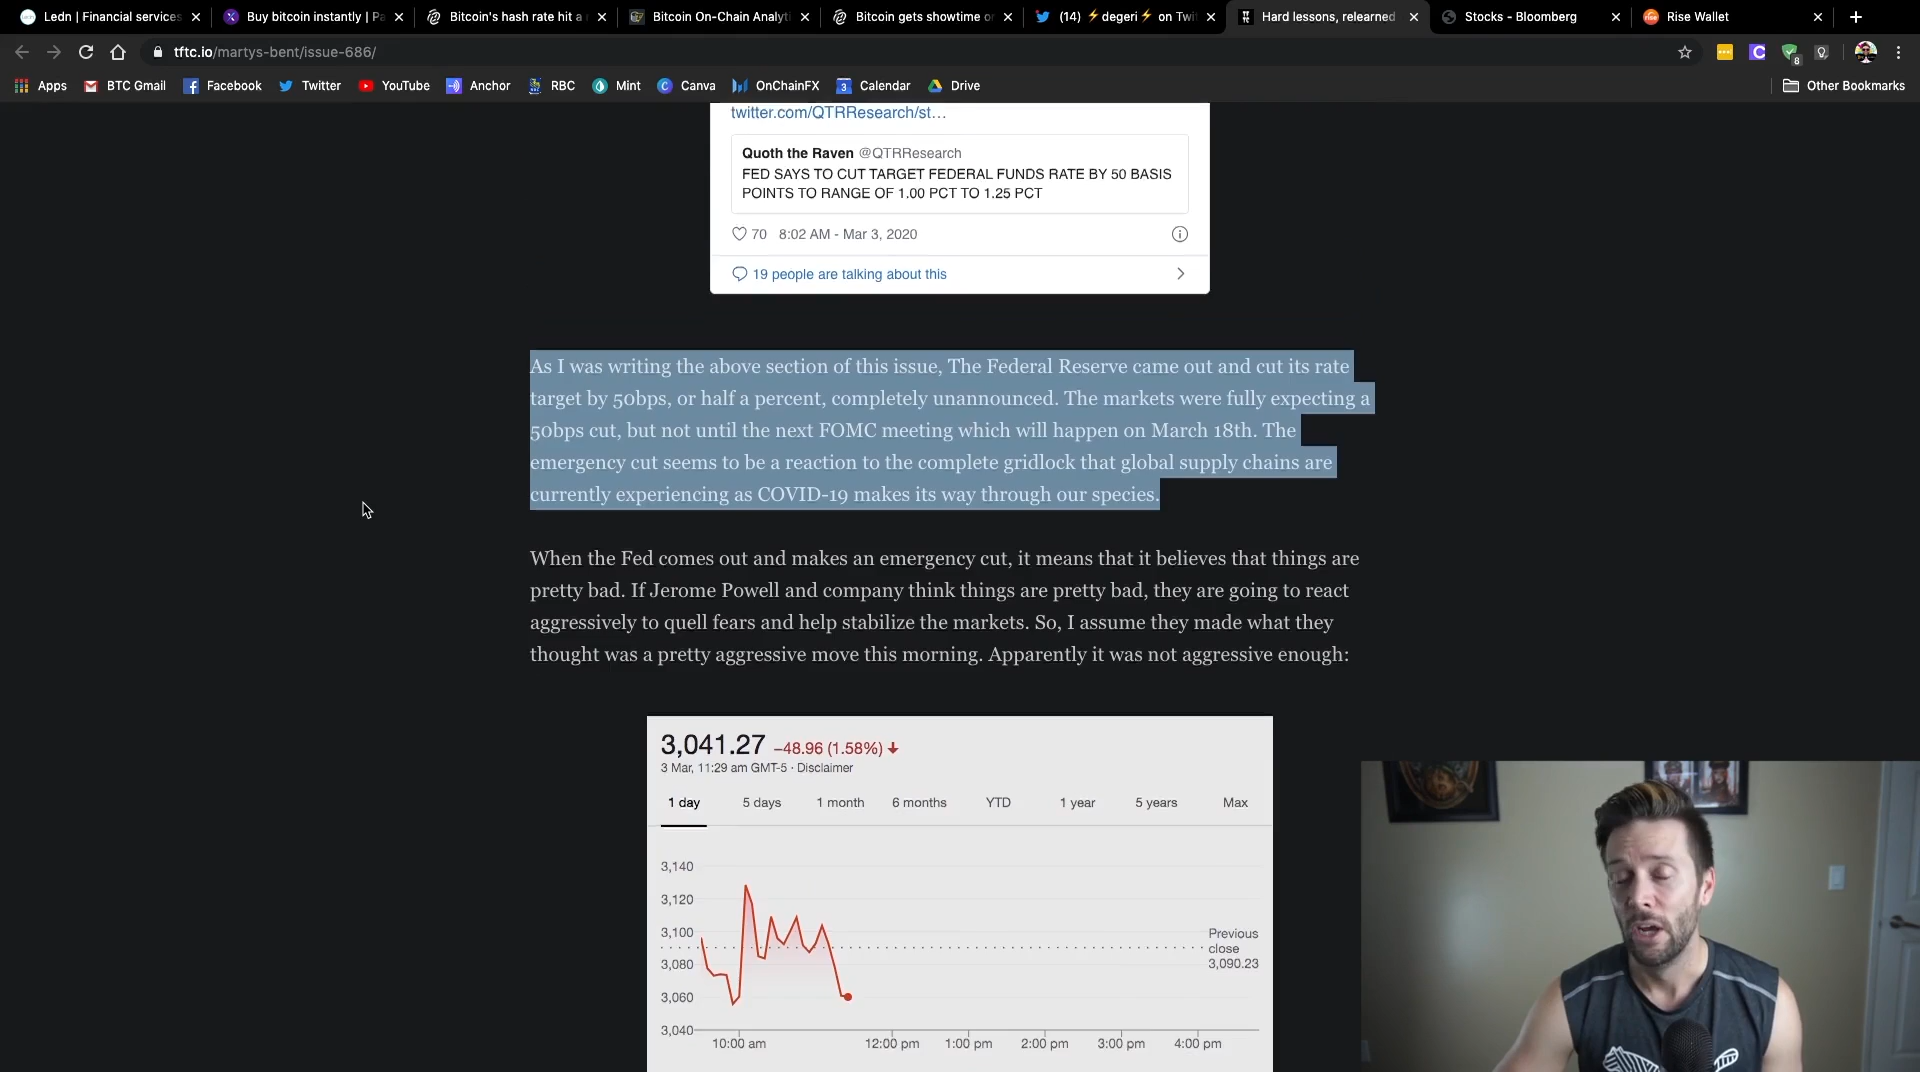 Ledn | Financial services
Buy bitcoin instantly | Pa
Bitcoin's hash rate hit a
Bitcoin On-Chain Analyti
Bitcoin gets showtime on
(14) ⚡degeri⚡ on Twi
Hard lessons, relearned
Stocks - Bloomberg
Rise Wallet
tftc.io/martys-bent/issue-686/
8
Apps
BTC Gmail
Facebook
Twitter
YouTube
Anchor
RBC
Mint
Canva
OnChainFX
3
Calendar
Drive
Other Bookmarks
twitter.com/QTRResearch/st…
Quoth the Raven @QTRResearch
FED SAYS TO CUT TARGET FEDERAL FUNDS RATE BY 50 BASIS
POINTS TO RANGE OF 1.00 PCT TO 1.25 PCT
70 8:02 AM - Mar 3, 2020
19 people are talking about this
As I was writing the above section of this issue, The Federal Reserve came out and cut its rate
target by 50bps, or half a percent, completely unannounced. The markets were fully expecting a
50bps cut, but not until the next FOMC meeting which will happen on March 18th. The
emergency cut seems to be a reaction to the complete gridlock that global supply chains are
currently experiencing as COVID-19 makes its way through our species.
When the Fed comes out and makes an emergency cut, it means that it believes that things are
pretty bad. If Jerome Powell and company think things are pretty bad, they are going to react
aggressively to quell fears and help stabilize the markets. So, I assume they made what they
thought was a pretty aggressive move this morning. Apparently it was not aggressive enough:
3,041.27 −48.96 (1.58%)
3 Mar, 11:29 am GMT-5 · Disclaimer
1 day
5 days
1 month
6 months
YTD
1 year
5 years
Max
3,140
3,120
3,100
3,080
3,060
3,040
Previous
close
3,090.23
10:00 am
12:00 pm
1:00 pm
2:00 pm
3:00 pm
4:00 pm